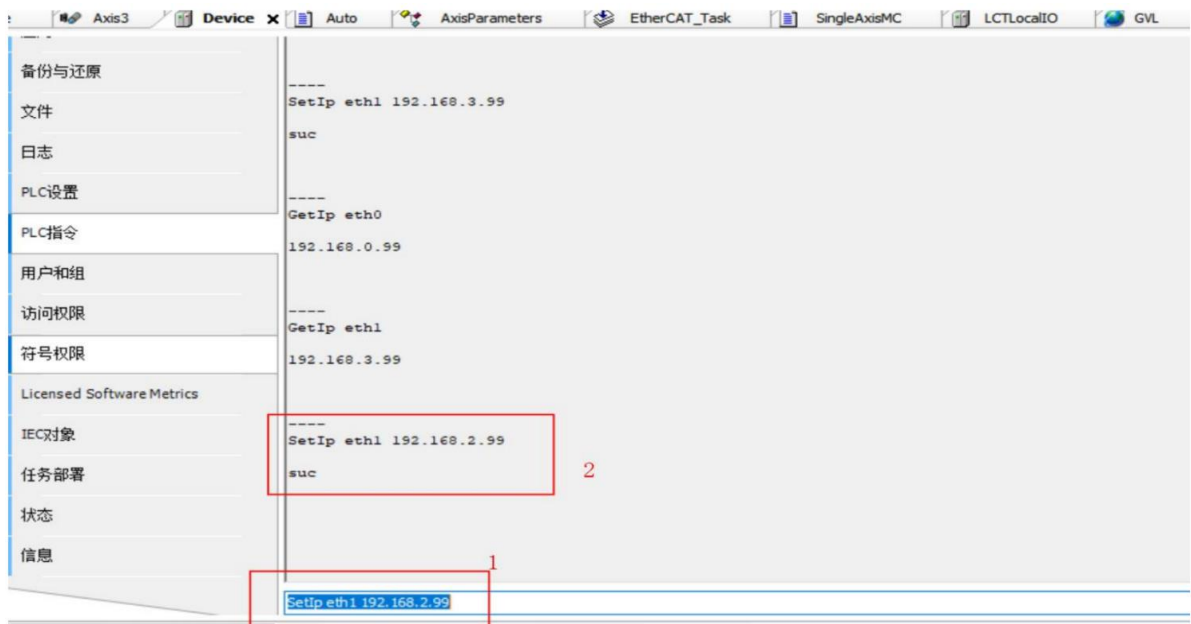 Axis3
Device
Auto
AxisParameters
EtherCAT_Task
SingleAxisMC
LCTLocalIO
GVL
备份与还原
文件
日志
PLC设置
PLC指令
用户和组
访问权限
符号权限
Licensed Software Metrics
IEC对象
任务部署
状态
信息
----
SetIp eth1 192.168.3.99
suc
----
GetIp eth0
192.168.0.99
----
GetIp eth1
192.168.3.99
----
SetIp eth1 192.168.2.99
suc
2
1
SetIp eth1 192.168.2.99